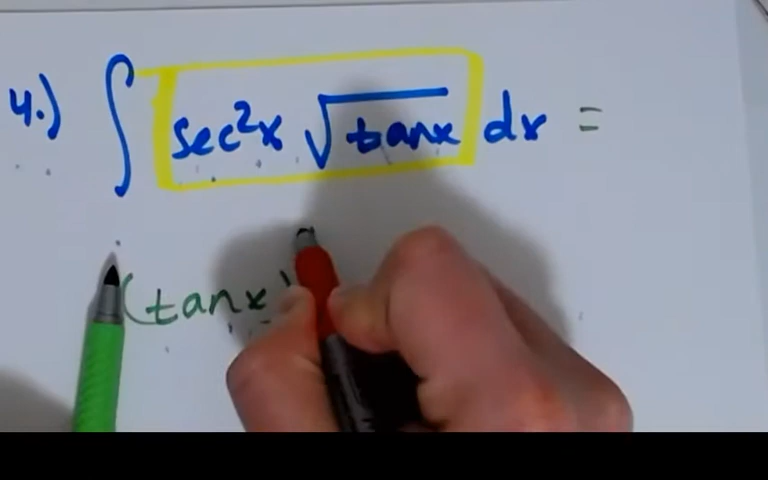 4.) ∫ sec²x √tanx dx =
(tanx)